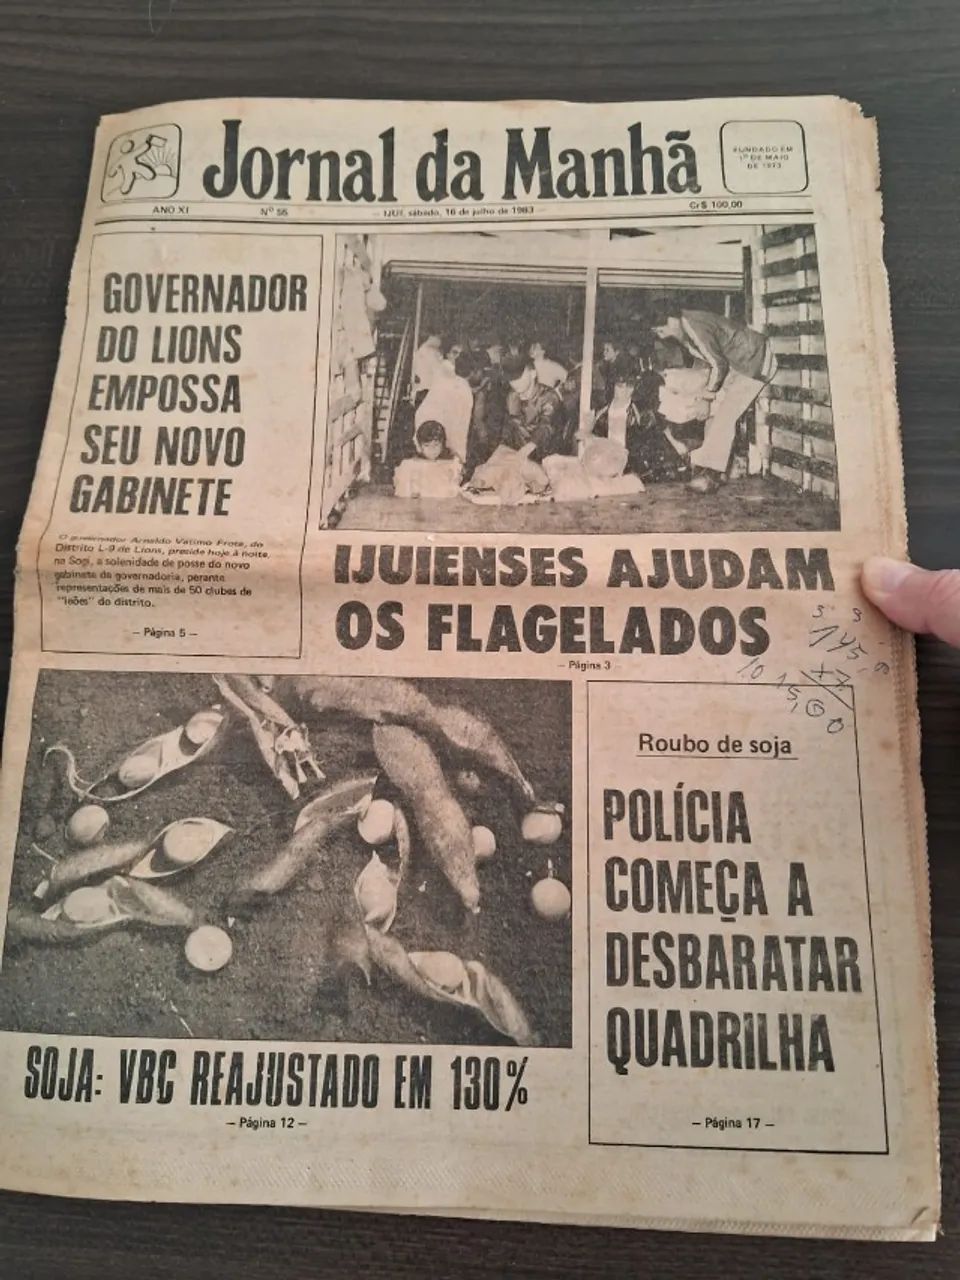 Jornal da Manhã
FUNDADO EM
1º DE MAIO
DE 1973
ANO XI
Nº 55
— IJUÍ, sábado, 16 de julho de 1983 —
Cr$ 100,00
GOVERNADOR
DO LIONS
EMPOSSA
SEU NOVO
GABINETE
O governador Arnaldo Vatimo Frota, do
Distrito L-9 de Lions, preside hoje à noite,
na Sogi, a solenidade de posse do novo
gabinete da governadoria, perante
representações de mais de 50 clubes de
"leões" do distrito.
— Página 5 —
IJUIENSES AJUDAM
OS FLAGELADOS
— Página 3
SOJA: VBC REAJUSTADO EM 130%
— Página 12 —
Roubo de soja
POLÍCIA
COMEÇA A
DESBARATAR
QUADRILHA
— Página 17 —